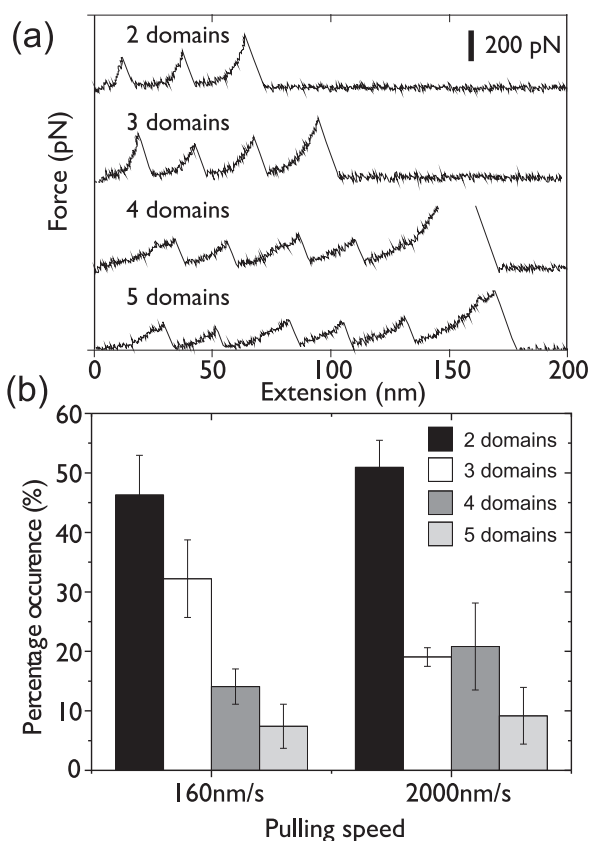 (a)
2 domains
200 pN
3 domains
4 domains
5 domains
Force (pN)
0 50 100 150 200
Extension (nm)
(b)
60
50
40
30
20
10
0
Percentage occurence (%)
2 domains
3 domains
4 domains
5 domains
160nm/s 2000nm/s
Pulling speed